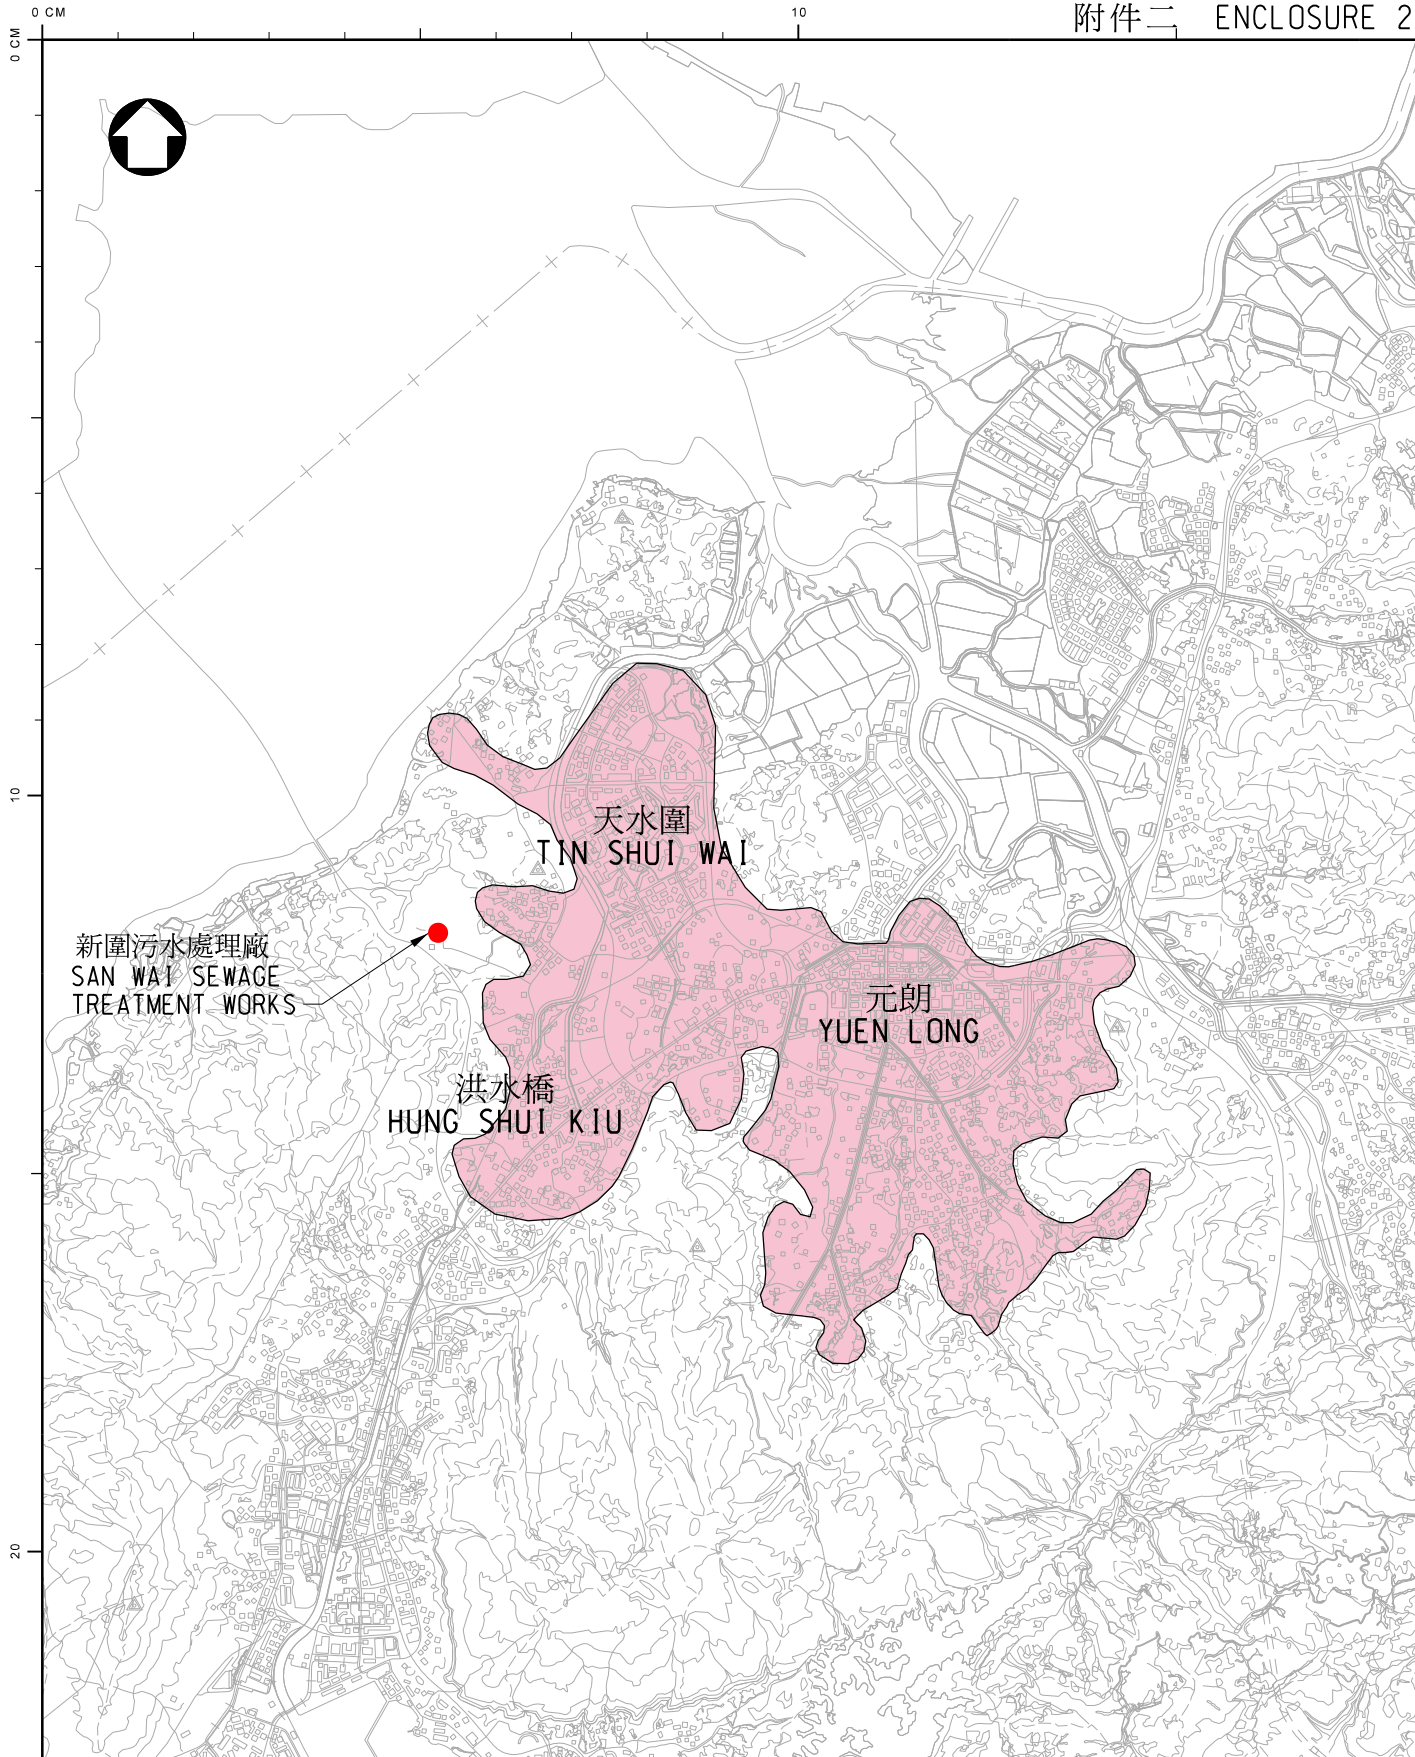 0 CM
10
附件二 ENCLOSURE 2
0 CM
天水圍
TIN SHUI WAI
10
新圍污水處理廠
SAN WAI SEWAGE
TREATMENT WORKS
元朗
YUEN LONG
洪水橋
HUNG SHUI KIU
20